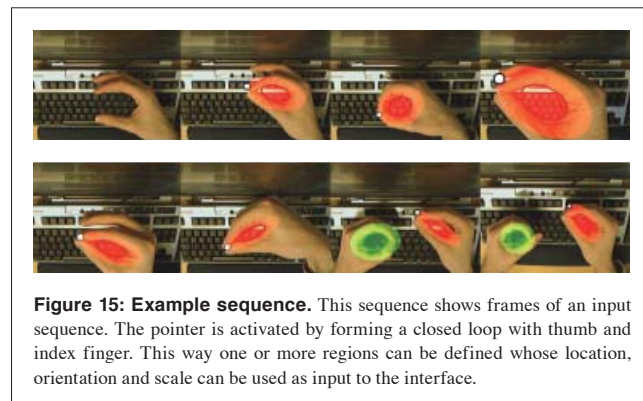 Figure 15: Example sequence. This sequence shows frames of an input
sequence. The pointer is activated by forming a closed loop with thumb and
index finger. This way one or more regions can be defined whose location,
orientation and scale can be used as input to the interface.